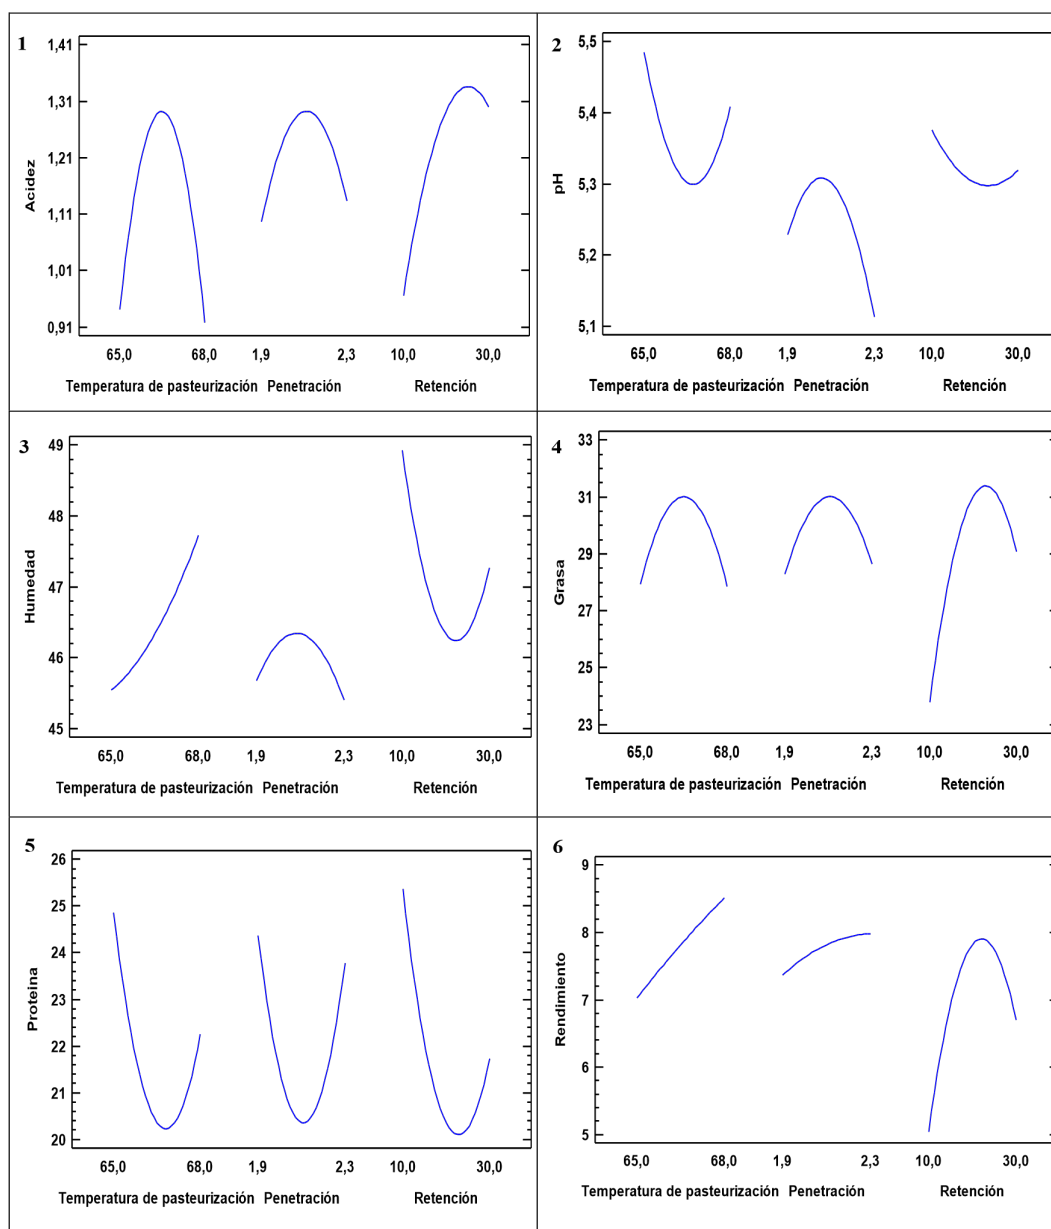 1
Acidez
1,41
1,31
1,21
1,11
1,01
0,91
65,0 68,0 1,9 2,3 10,0 30,0
Temperatura de pasteurización Penetración Retención
2
pH
5,5
5,4
5,3
5,2
5,1
65,0 68,0 1,9 2,3 10,0 30,0
Temperatura de pasteurización Penetración Retención
3
Humedad
49
48
47
46
45
65,0 68,0 1,9 2,3 10,0 30,0
Temperatura de pasteurización Penetración Retención
4
Grasa
33
31
29
27
25
23
65,0 68,0 1,9 2,3 10,0 30,0
Temperatura de pasteurización Penetración Retención
5
Proteina
26
25
24
23
22
21
20
65,0 68,0 1,9 2,3 10,0 30,0
Temperatura de pasteurización Penetración Retención
6
Rendimiento
9
8
7
6
5
65,0 68,0 1,9 2,3 10,0 30,0
Temperatura de pasteurización Penetración Retención